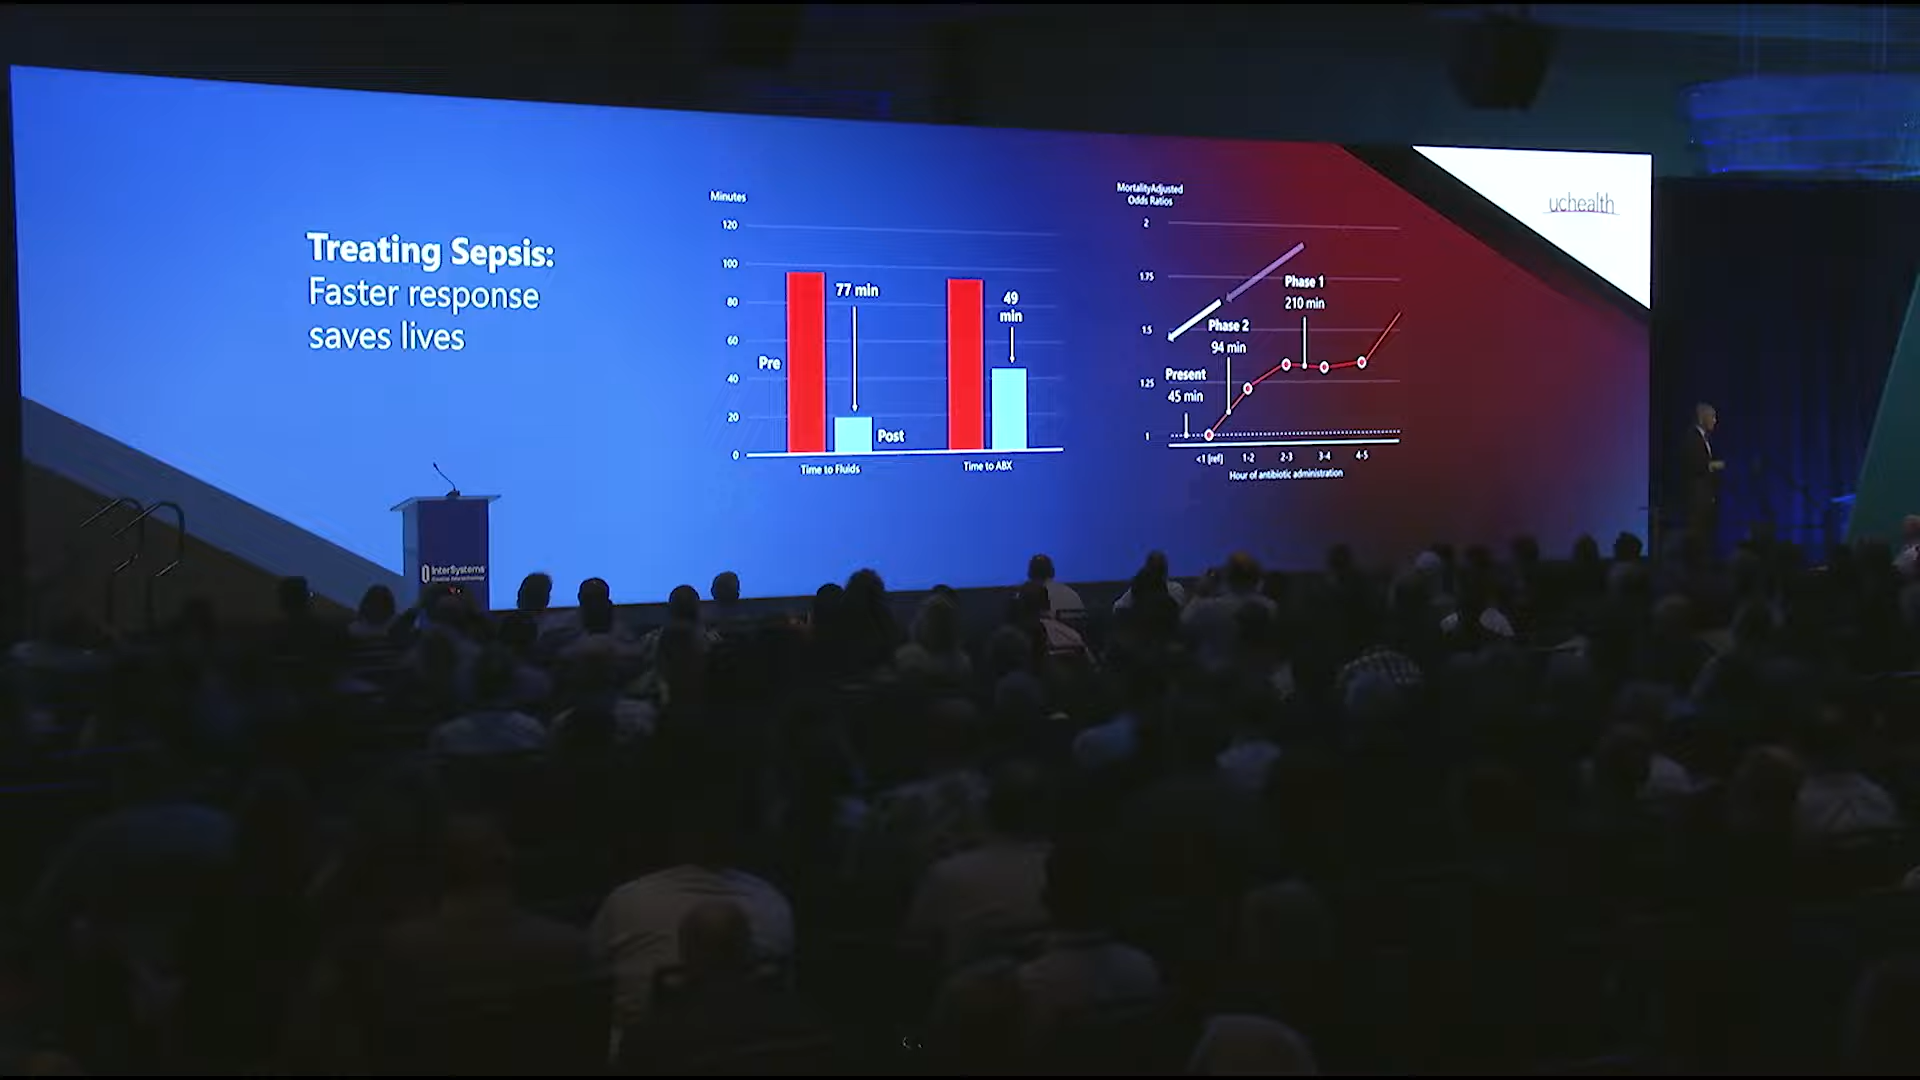 Treating Sepsis:
Faster response
saves lives
Minutes
120
100
80
60
40
20
0
77 min
49
min
Pre
Post
Time to Fluids
Time to ABX
MortalityAdjusted
Odds Ratios
2
1.75
1.5
1.25
1
Phase 1
210 min
Phase 2
94 min
Present
45 min
<1 [ref]
1-2
2-3
3-4
4-5
Hour of antibiotic administration
uchealth
InterSystems